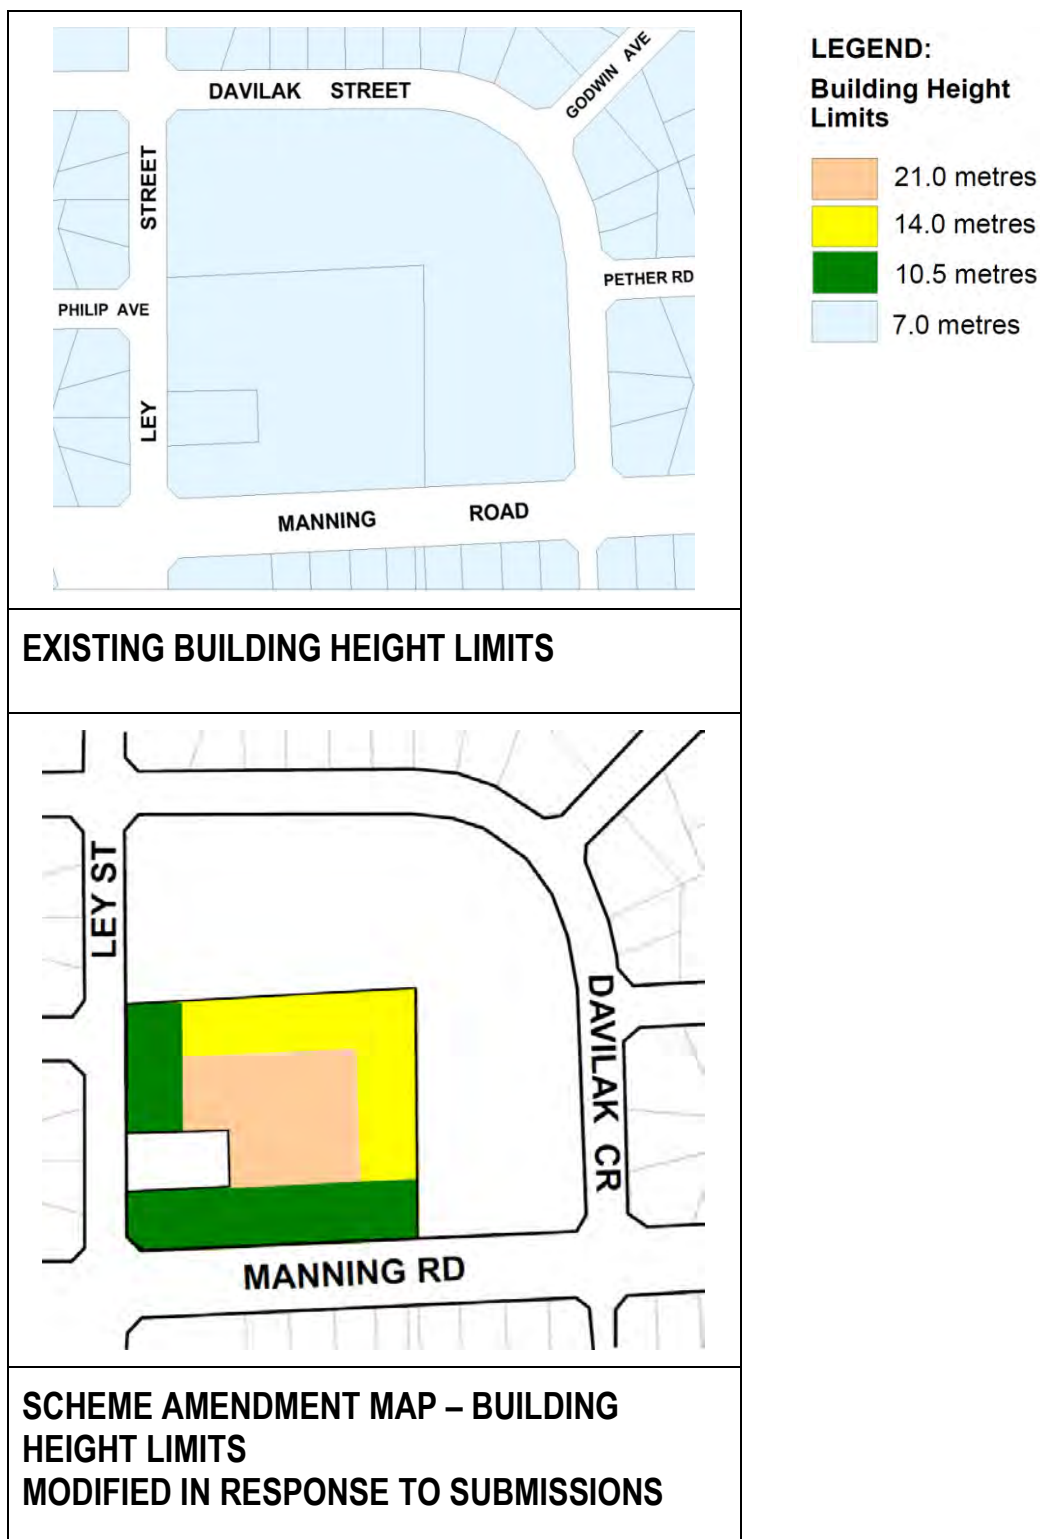 DAVILAK STREET
GODWIN AVE
STREET
PETHER RD
PHILIP AVE
LEY
MANNING ROAD
EXISTING BUILDING HEIGHT LIMITS
LEGEND:
Building Height
Limits
21.0 metres
14.0 metres
10.5 metres
7.0 metres
LEY ST
DAVILAK CR
MANNING RD
SCHEME AMENDMENT MAP – BUILDING
HEIGHT LIMITS
MODIFIED IN RESPONSE TO SUBMISSIONS